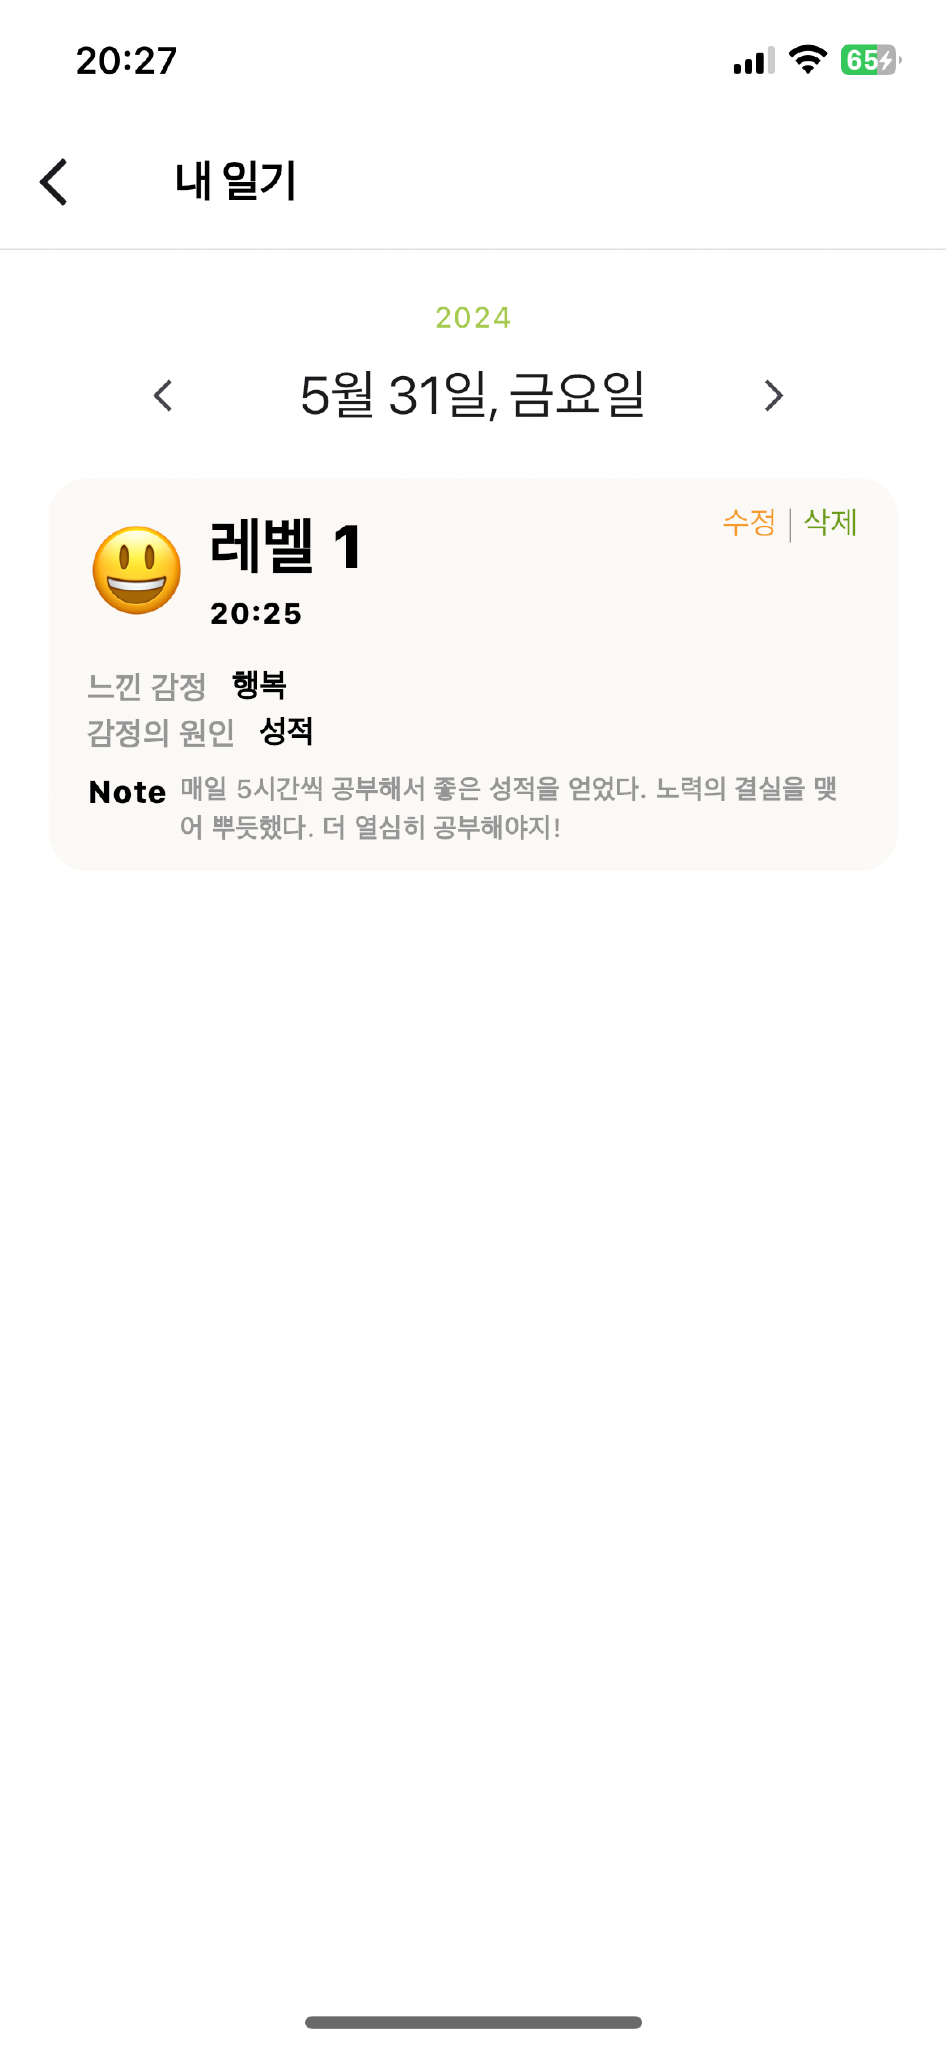 20:27
65
내 일기
2024
5월 31일, 금요일
레벨 1
수정 | 삭제
20:25
느낀 감정 행복
감정의 원인 성적
Note 매일 5시간씩 공부해서 좋은 성적을 얻었다. 노력의 결실을 맺
어 뿌듯했다. 더 열심히 공부해야지!